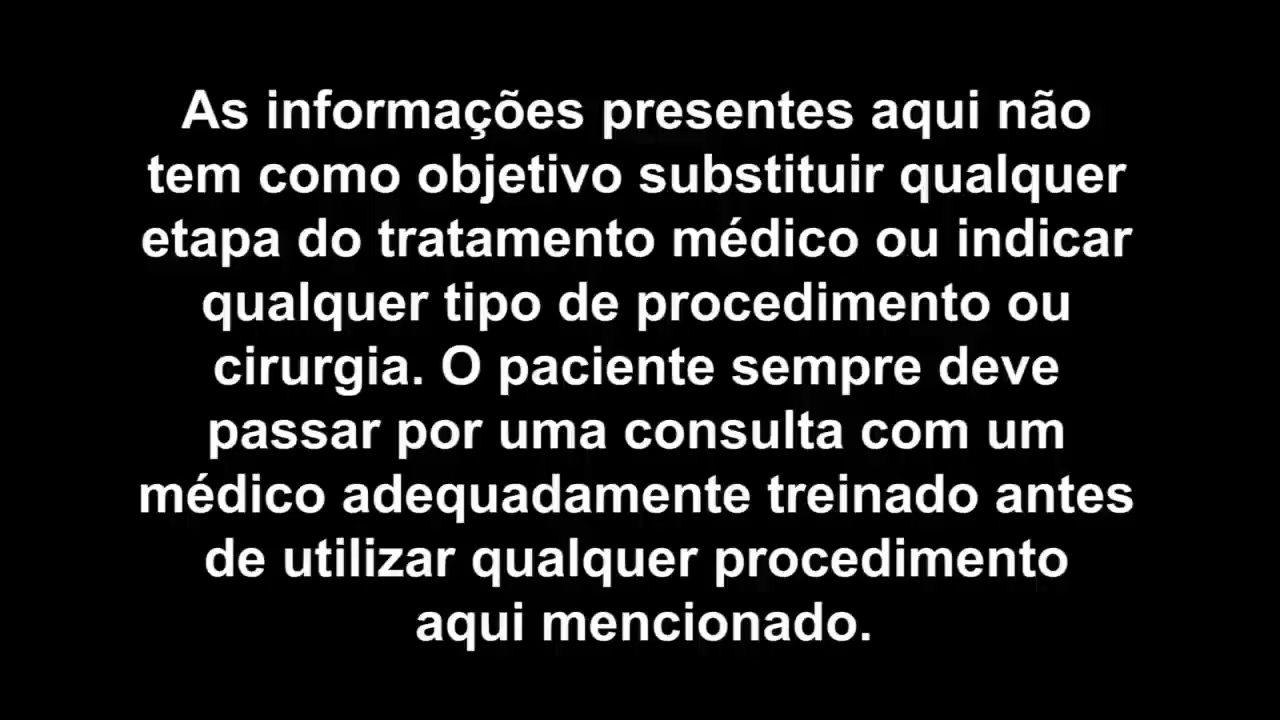 As informações presentes aqui não
tem como objetivo substituir qualquer
etapa do tratamento médico ou indicar
qualquer tipo de procedimento ou
cirurgia. O paciente sempre deve
passar por uma consulta com um
médico adequadamente treinado antes
de utilizar qualquer procedimento
aqui mencionado.